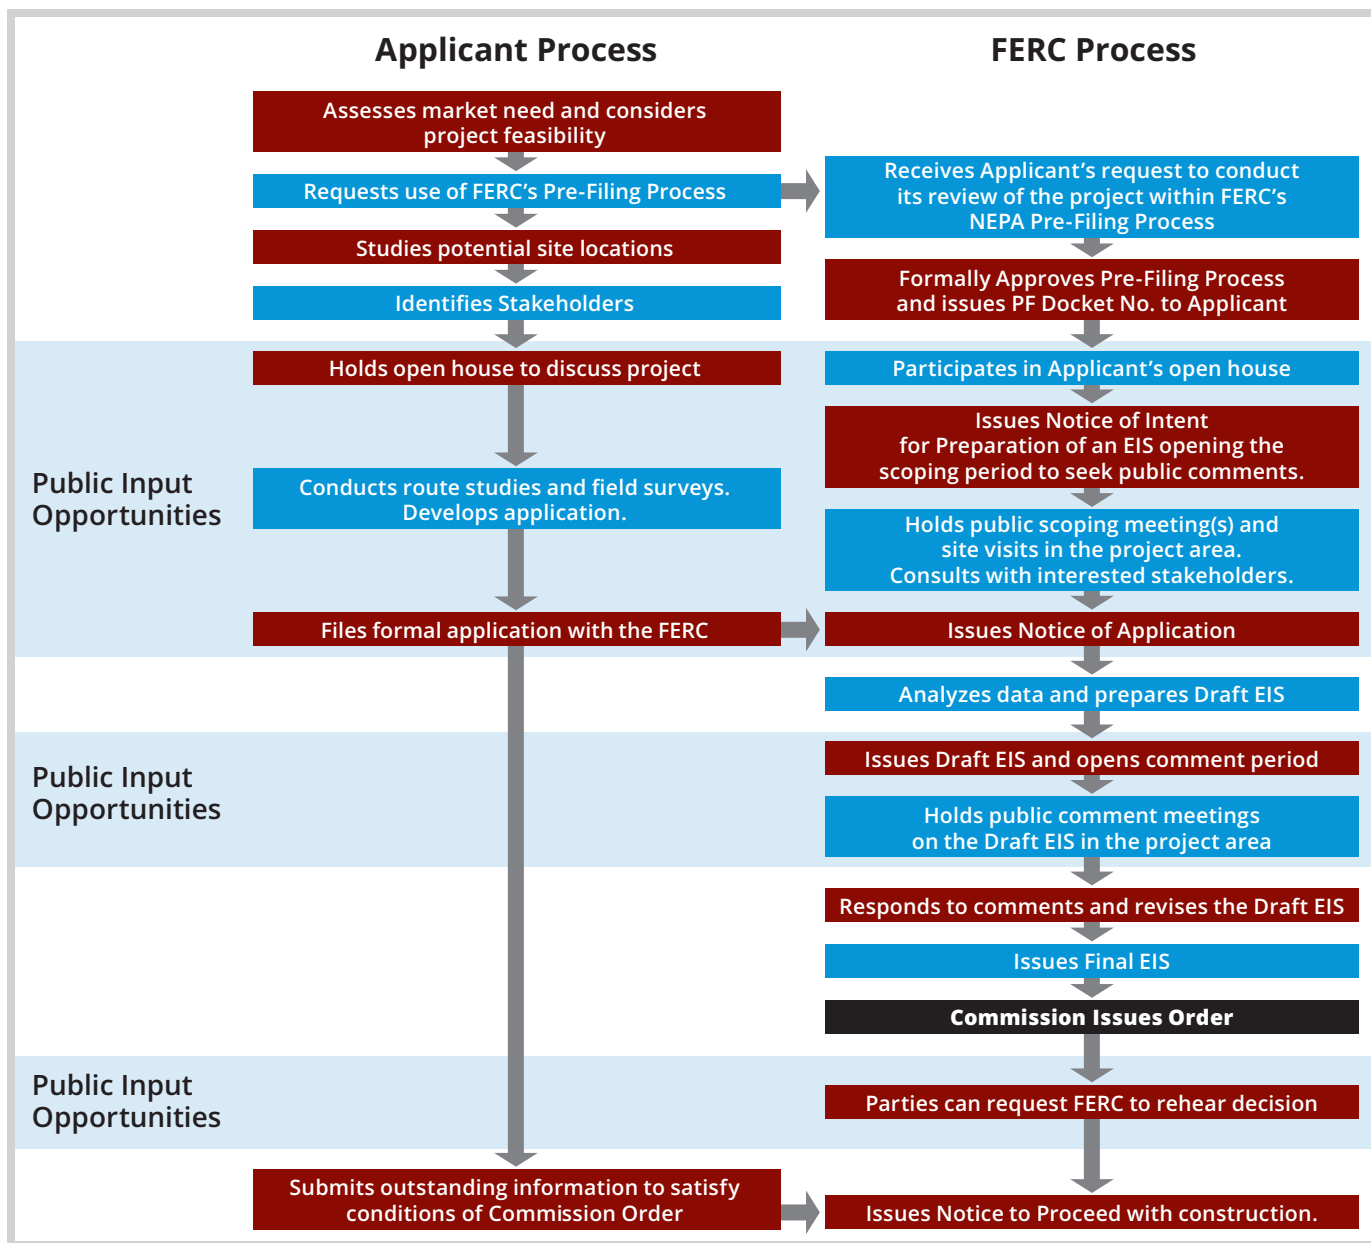 Applicant Process
FERC Process
Assesses market need and considers
project feasibility
Requests use of FERC's Pre-Filing Process
Receives Applicant's request to conduct
its review of the project within FERC's
NEPA Pre-Filing Process
Studies potential site locations
Identifies Stakeholders
Formally Approves Pre-Filing Process
and issues PF Docket No. to Applicant
Public Input
Opportunities
Holds open house to discuss project
Participates in Applicant's open house
Issues Notice of Intent
for Preparation of an EIS opening the
scoping period to seek public comments.
Conducts route studies and field surveys.
Develops application.
Holds public scoping meeting(s) and
site visits in the project area.
Consults with interested stakeholders.
Files formal application with the FERC
Issues Notice of Application
Analyzes data and prepares Draft EIS
Public Input
Opportunities
Issues Draft EIS and opens comment period
Holds public comment meetings
on the Draft EIS in the project area
Responds to comments and revises the Draft EIS
Issues Final EIS
Commission Issues Order
Public Input
Opportunities
Parties can request FERC to rehear decision
Submits outstanding information to satisfy
conditions of Commission Order
Issues Notice to Proceed with construction.